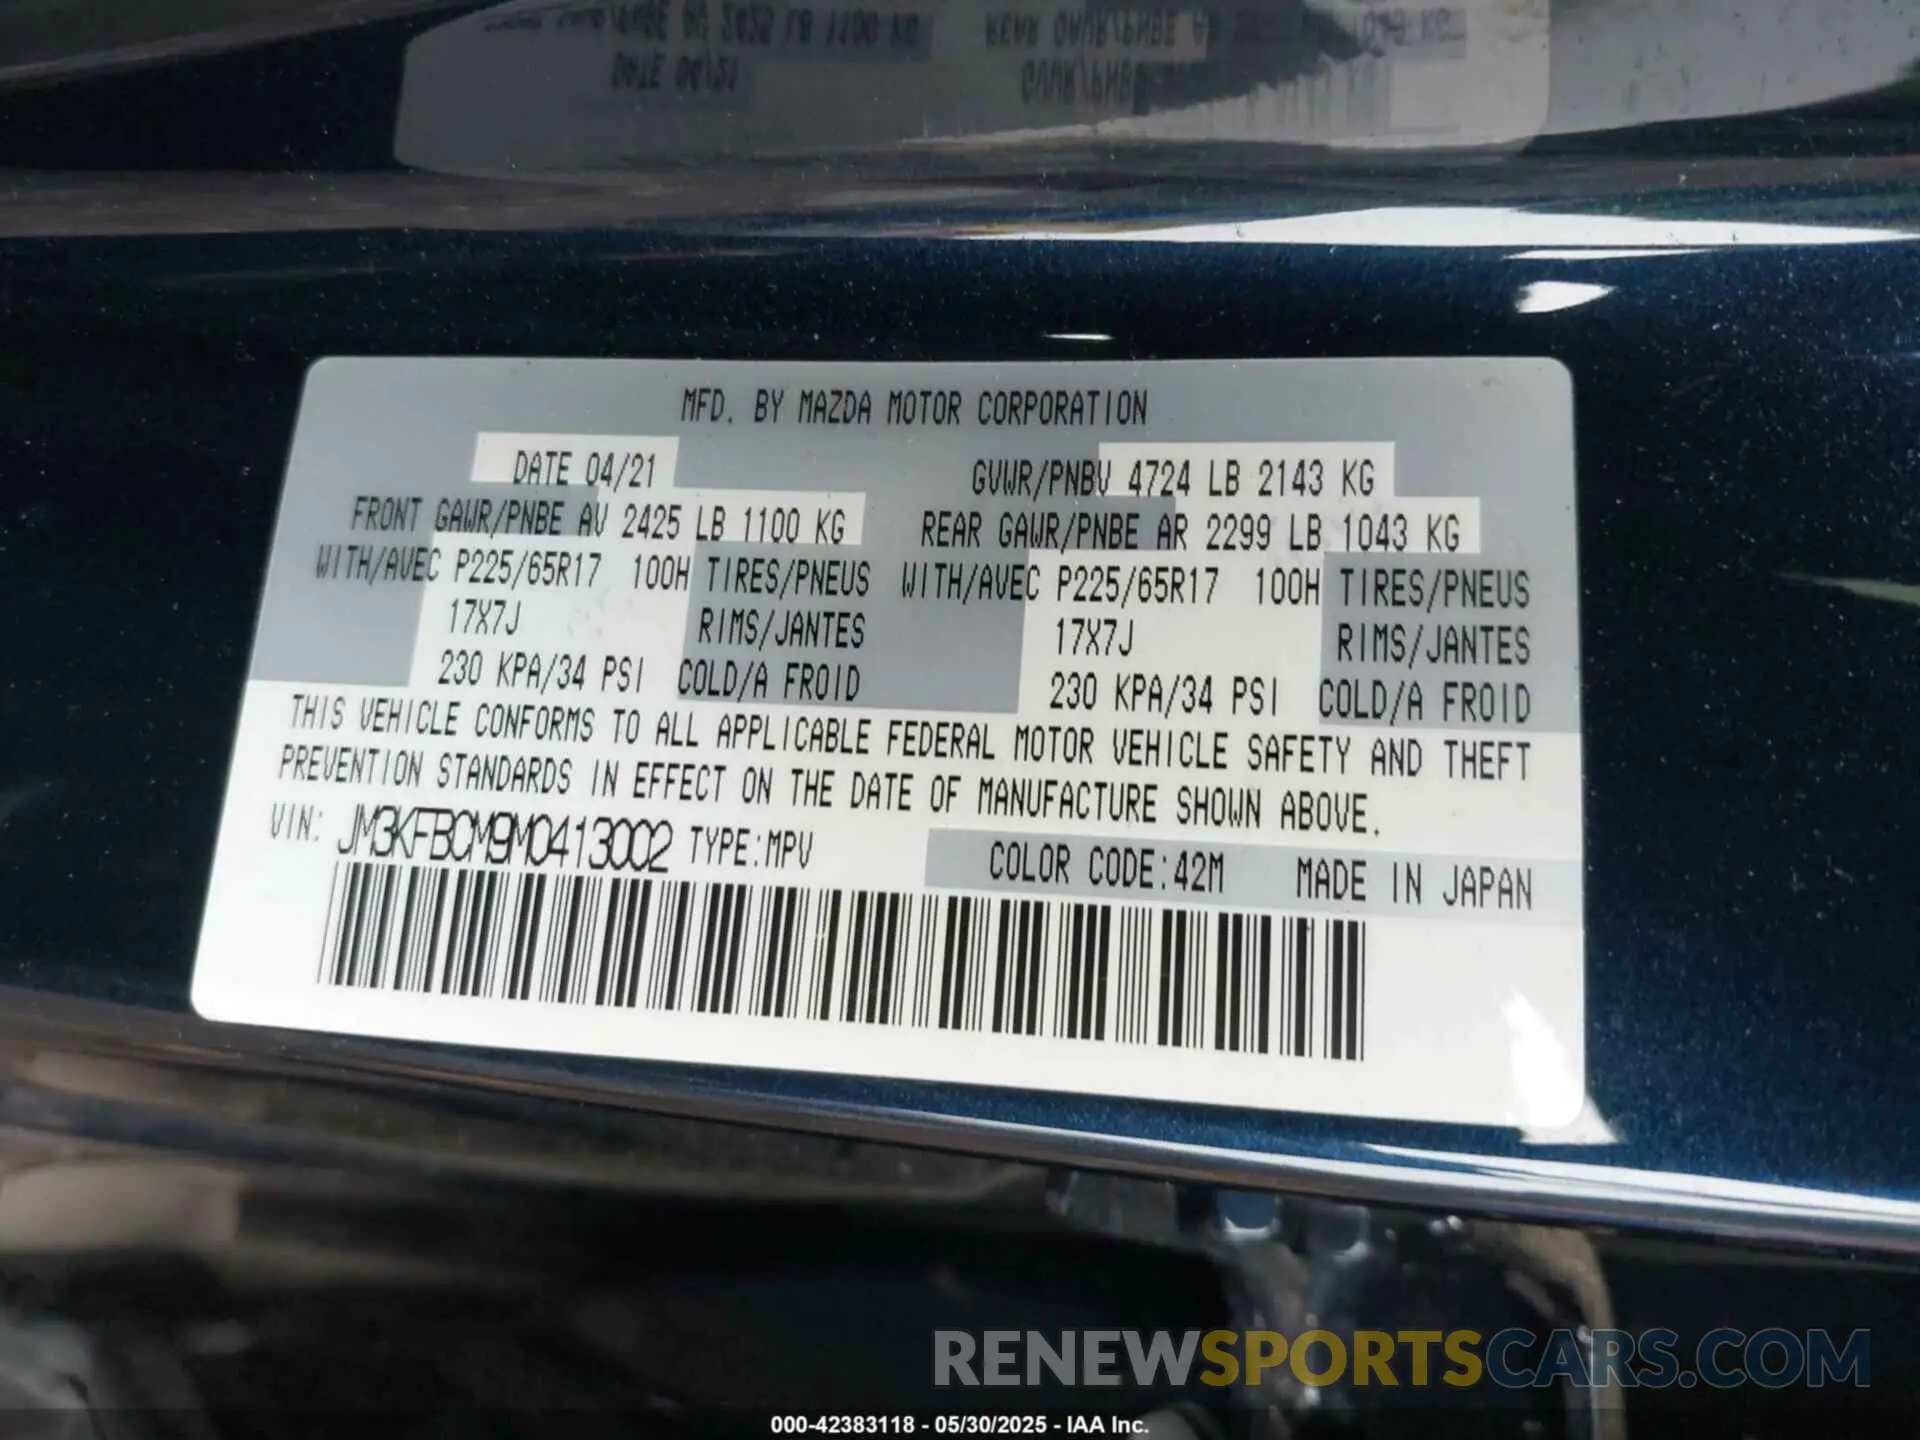 MFD. BY MAZDA MOTOR CORPORATION
DATE 04/21 GVWR/PNBV 4724 LB 2143 KG
FRONT GAWR/PNBE AV 2425 LB 1100 KG REAR GAWR/PNBE AR 2299 LB 1043 KG
WITH/AVEC P225/65R17 100H TIRES/PNEUS WITH/AVEC P225/65R17 100H TIRES/PNEUS
17X7J RIMS/JANTES 17X7J RIMS/JANTES
230 KPA/34 PSI COLD/A FROID 230 KPA/34 PSI COLD/A FROID
THIS VEHICLE CONFORMS TO ALL APPLICABLE FEDERAL MOTOR VEHICLE SAFETY AND THEFT
PREVENTION STANDARDS IN EFFECT ON THE DATE OF MANUFACTURE SHOWN ABOVE.
VIN: JM3KFBCM9M0413002 TYPE:MPV COLOR CODE:42M MADE IN JAPAN
RENEWSPORTSCARS.COM
000-42383118 - 05/30/2025 - IAA Inc.